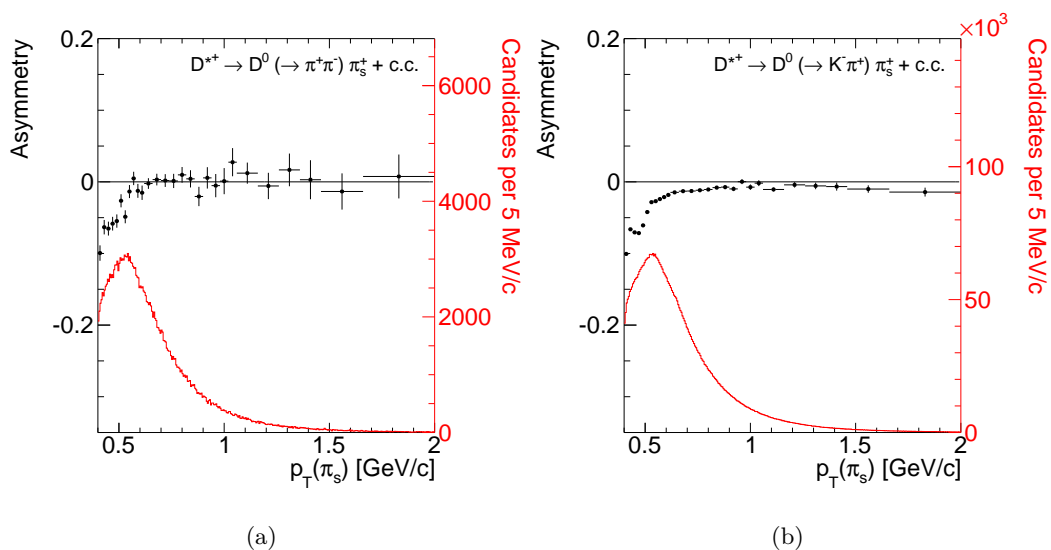 D*+ → D0 (→ π+π-) πs+ + c.c.
Asymmetry
0.2
0
-0.2
Candidates per 5 MeV/c
6000
4000
2000
0
0.5 1 1.5 2
pT(πs) [GeV/c]
(a)
×10³
D*+ → D0 (→ K-π+) πs+ + c.c.
Asymmetry
0.2
0
-0.2
Candidates per 5 MeV/c
100
50
0
0.5 1 1.5 2
pT(πs) [GeV/c]
(b)